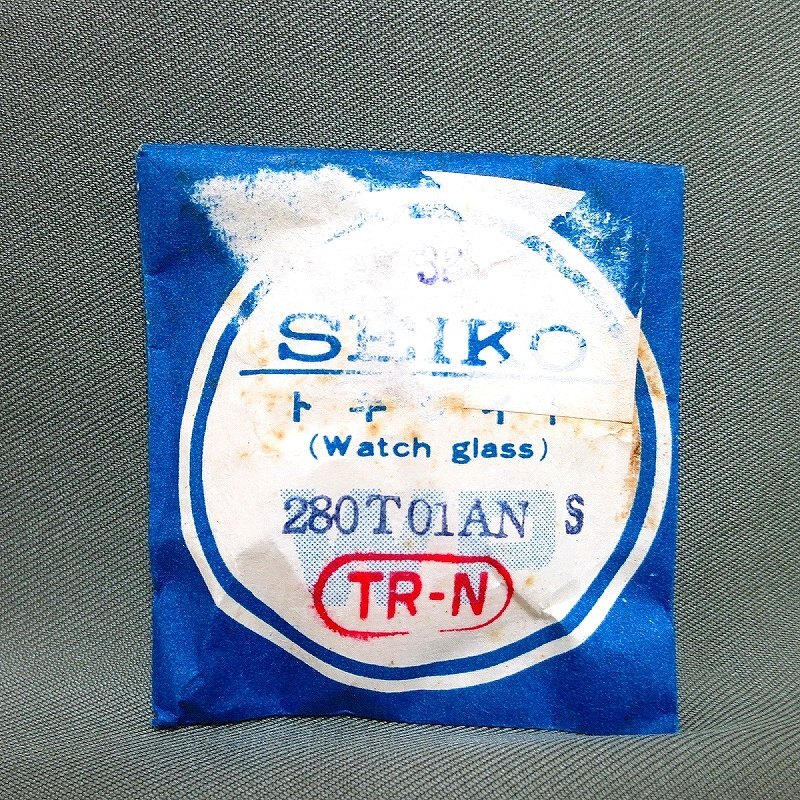 SEIKO
(Watch glass)
280T01AN S
TR-N